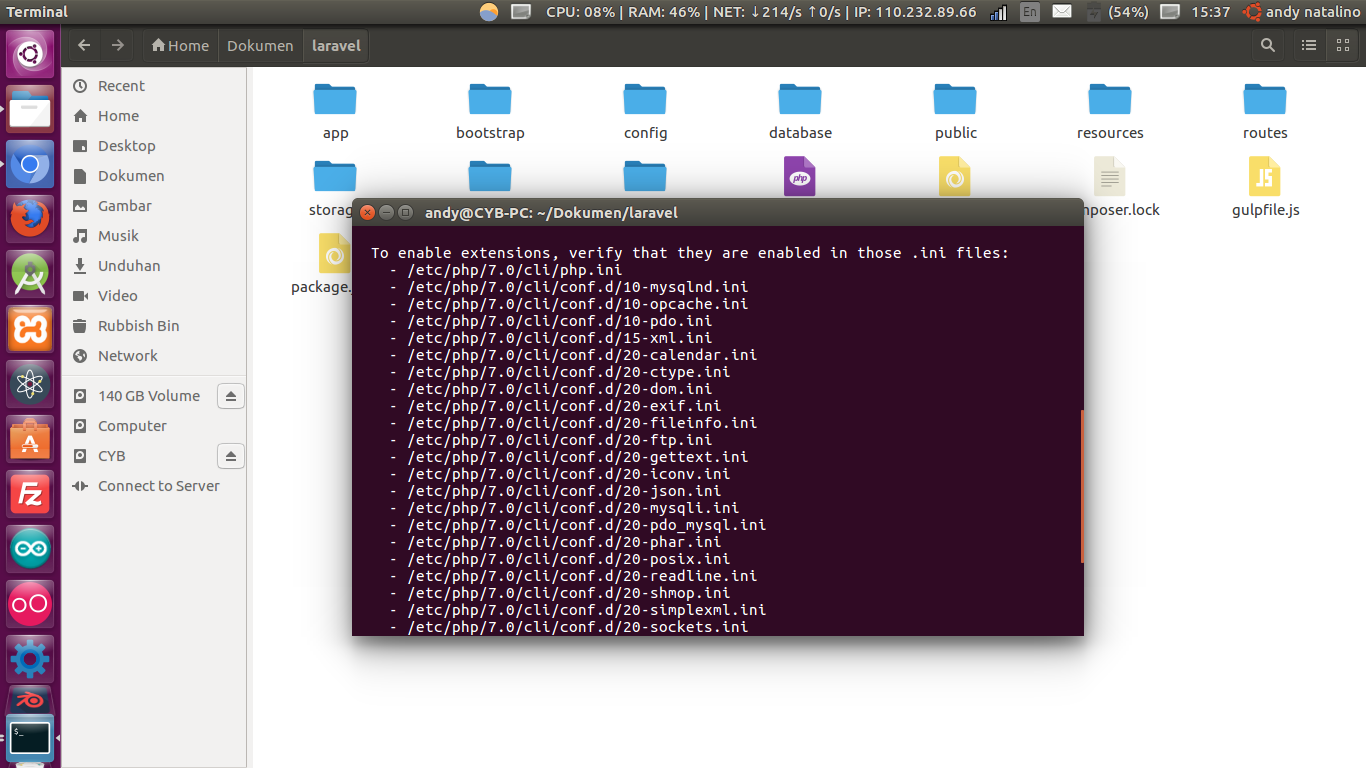 Terminal
CPU: 08% | RAM: 46% | NET: ↓214/s ↑0/s | IP: 110.232.89.66
En
(54%)
15:37
andy natalino
Home
Dokumen
laravel
Recent
Home
Desktop
Dokumen
Gambar
Musik
Unduhan
Video
Rubbish Bin
Network
140 GB Volume
Computer
CYB
Connect to Server
app
bootstrap
config
database
public
resources
routes
php
JS
storag
mposer.lock
gulpfile.js
package.
andy@CYB-PC: ~/Dokumen/laravel
To enable extensions, verify that they are enabled in those .ini files:
- /etc/php/7.0/cli/php.ini
- /etc/php/7.0/cli/conf.d/10-mysqlnd.ini
- /etc/php/7.0/cli/conf.d/10-opcache.ini
- /etc/php/7.0/cli/conf.d/10-pdo.ini
- /etc/php/7.0/cli/conf.d/15-xml.ini
- /etc/php/7.0/cli/conf.d/20-calendar.ini
- /etc/php/7.0/cli/conf.d/20-ctype.ini
- /etc/php/7.0/cli/conf.d/20-dom.ini
- /etc/php/7.0/cli/conf.d/20-exif.ini
- /etc/php/7.0/cli/conf.d/20-fileinfo.ini
- /etc/php/7.0/cli/conf.d/20-ftp.ini
- /etc/php/7.0/cli/conf.d/20-gettext.ini
- /etc/php/7.0/cli/conf.d/20-iconv.ini
- /etc/php/7.0/cli/conf.d/20-json.ini
- /etc/php/7.0/cli/conf.d/20-mysqli.ini
- /etc/php/7.0/cli/conf.d/20-pdo_mysql.ini
- /etc/php/7.0/cli/conf.d/20-phar.ini
- /etc/php/7.0/cli/conf.d/20-posix.ini
- /etc/php/7.0/cli/conf.d/20-readline.ini
- /etc/php/7.0/cli/conf.d/20-shmop.ini
- /etc/php/7.0/cli/conf.d/20-simplexml.ini
- /etc/php/7.0/cli/conf.d/20-sockets.ini